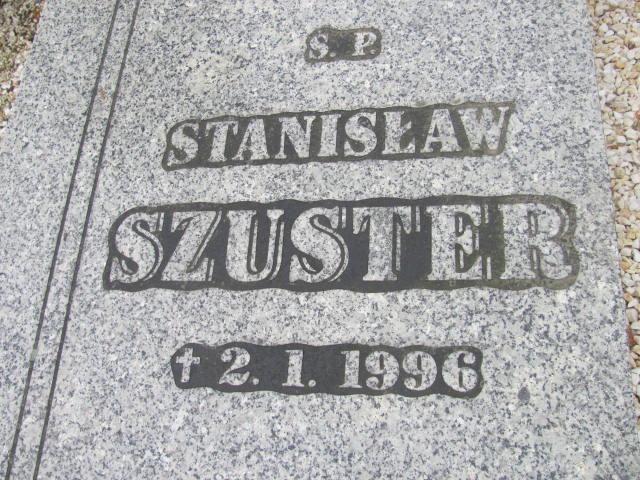 S. P.
STANISŁAW
SZUSTER
✝ 2. 1. 1996